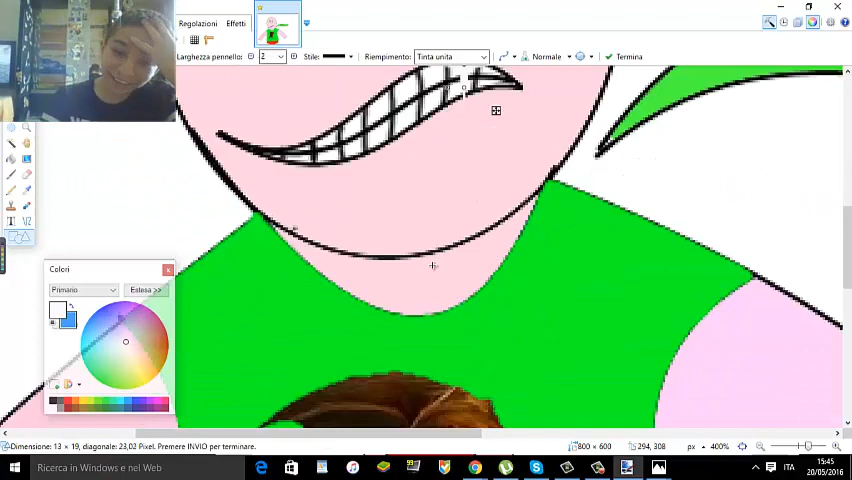 Regolazioni Effetti
Larghezza pennello: 2 Stile: Riempimento: Tinta unita Normale Termina
Colori
Primario Estesa >>
Dimensione: 13 × 19, diagonale: 23,02 Pixel. Premere INVIO per terminare. 800 × 600 294, 308 px 400%
Ricerca in Windows e nel Web ITA 15:45
20/05/2016